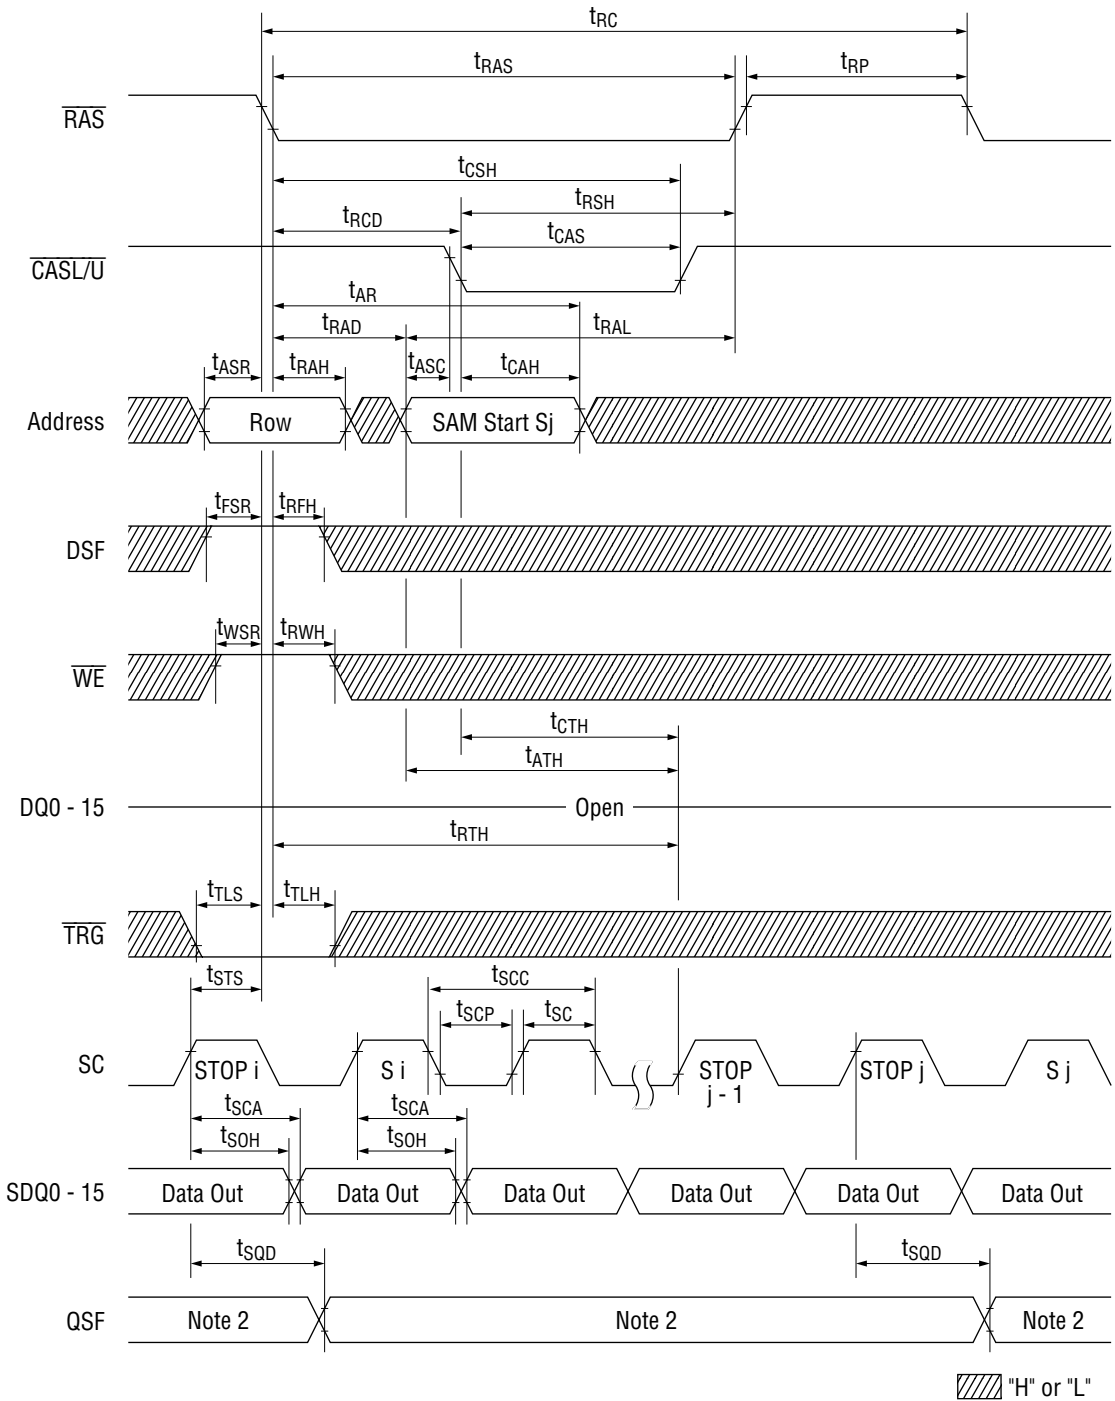 tRC
tRAS
tRP
RAS
tCSH
tRSH
tRCD
tCAS
CASL/U
tAR
tRAD
tRAL
tASR
tRAH
tASC
tCAH
Address
Row
SAM Start Sj
tFSR
tRFH
DSF
tWSR
tRWH
WE
tCTH
tATH
DQ0 - 15
Open
tRTH
tTLS
tTLH
TRG
tSTS
tSCC
tSCP
tSC
SC
STOP i
S i
STOP
j - 1
STOP j
S j
tSCA
tSCA
tSOH
tSOH
SDQ0 - 15
Data Out
Data Out
Data Out
Data Out
Data Out
Data Out
tSQD
tSQD
QSF
Note 2
Note 2
Note 2
"H" or "L"